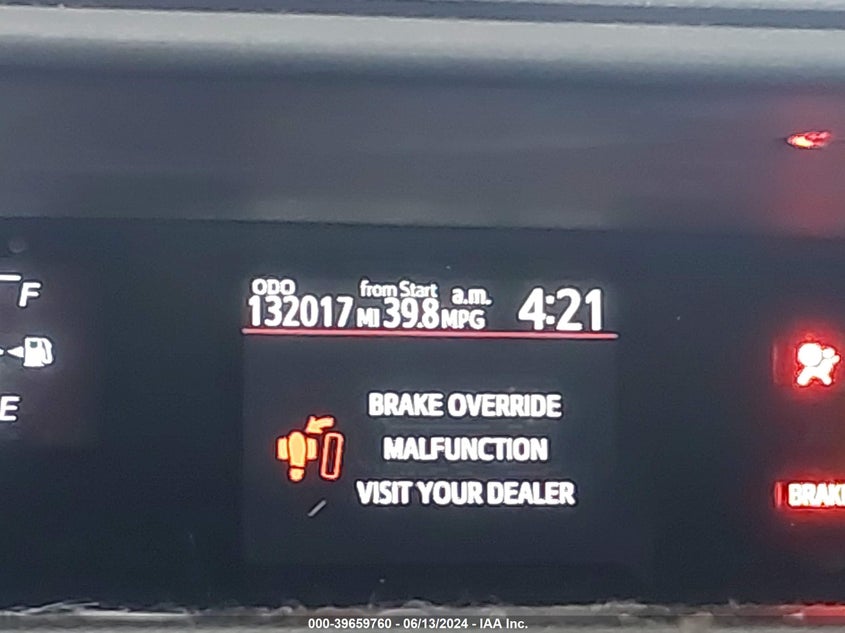 ODO from Start a.m.
132017 MI 39.8 MPG 4:21
F
E
BRAKE OVERRIDE
MALFUNCTION
VISIT YOUR DEALER
BRAKE
000-39659760 - 06/13/2024 - IAA Inc.